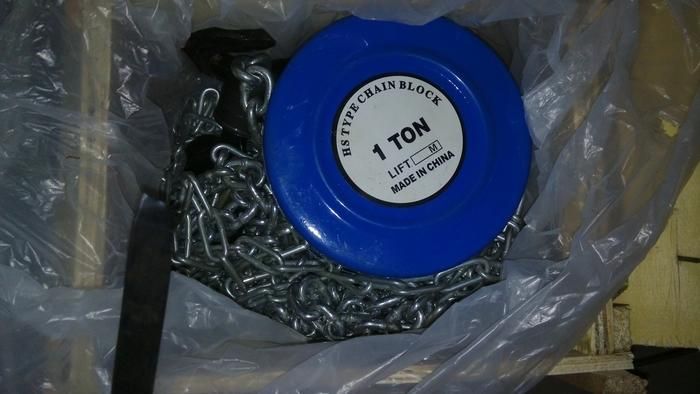 HS TYPE CHAIN BLOCK
1 TON
LIFT M
MADE IN CHINA